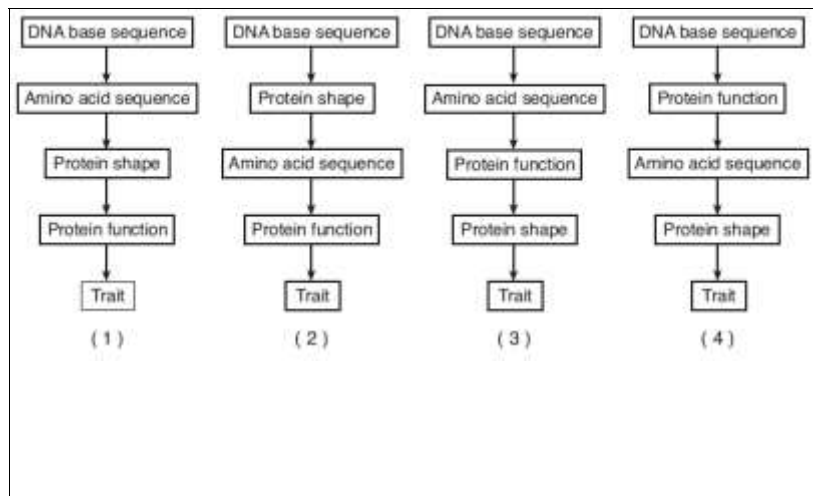 DNA base sequence DNA base sequence DNA base sequence DNA base sequence
Amino acid sequence Protein shape Amino acid sequence Protein function
Protein shape Amino acid sequence Protein function Amino acid sequence
Protein function Protein function Protein shape Protein shape
Trait Trait Trait Trait
( 1 ) ( 2 ) ( 3 ) ( 4 )